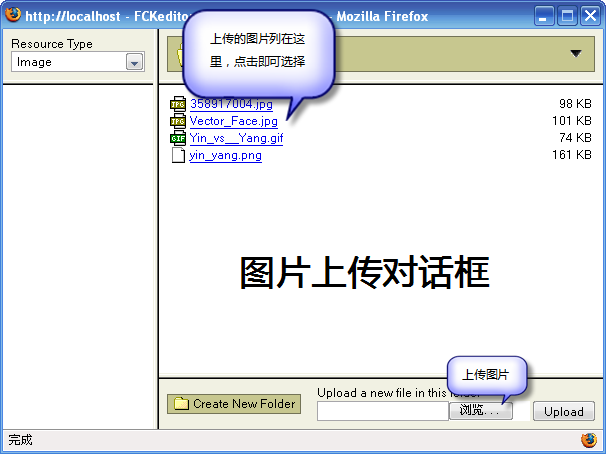 http://localhost - FCKeditor - Mozilla Firefox
上传的图片列在这
里，点击即可选择
Resource Type
Image
358917004.jpg 98 KB
Vector_Face.jpg 101 KB
Yin_vs__Yang.gif 74 KB
yin_yang.png 161 KB
图片上传对话框
上传图片
Create New Folder
Upload a new file in this folder
浏览...
Upload
完成